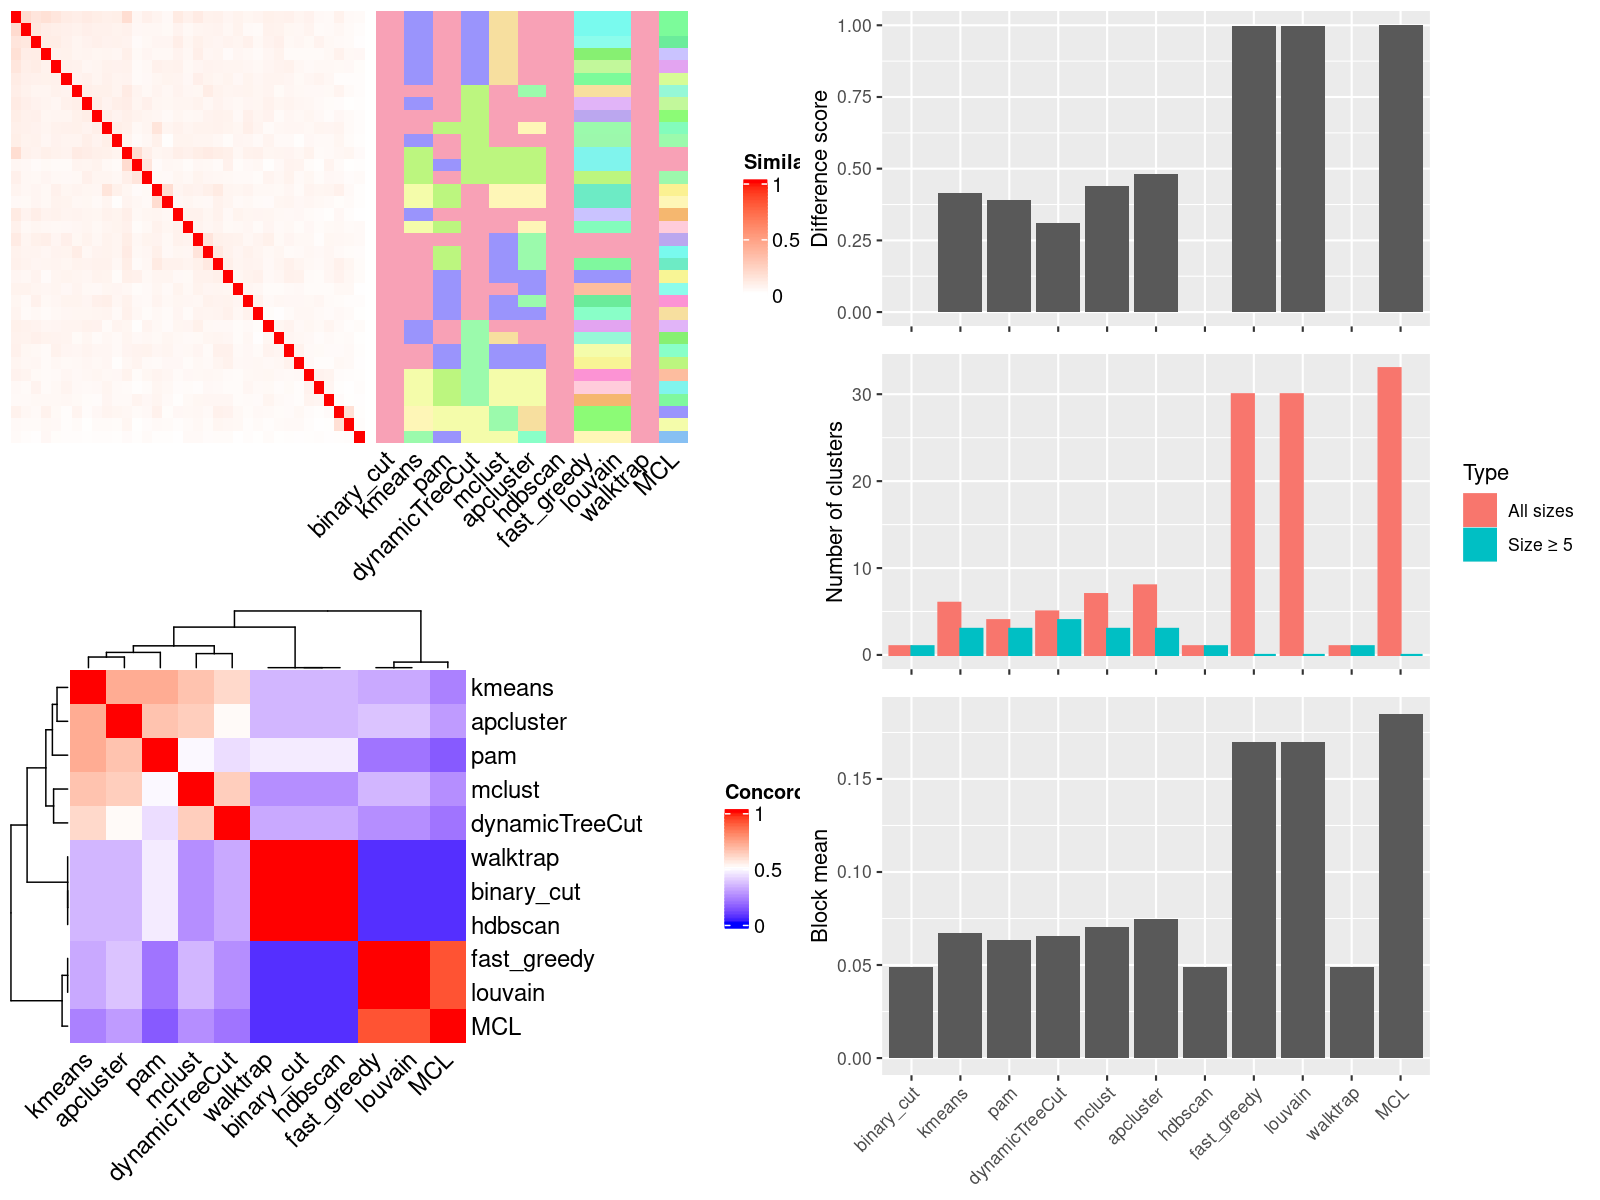 Simila
1
0.5
0
binary_cut
kmeans
pam
dynamicTreeCut
mclust
apcluster
hdbscan
fast_greedy
louvain
walktrap
MCL
kmeans
apcluster
pam
mclust
dynamicTreeCut
walktrap
binary_cut
hdbscan
fast_greedy
louvain
MCL
Concord
1
0.5
0
kmeans
apcluster
pam
mclust
dynamicTreeCut
walktrap
binary_cut
hdbscan
fast_greedy
louvain
MCL
Difference score
1.00
0.75
0.50
0.25
0.00
Number of clusters
30
20
10
0
Type
All sizes
Size ≥ 5
Block mean
0.15
0.10
0.05
0.00
binary_cut
kmeans
pam
dynamicTreeCut
mclust
apcluster
hdbscan
fast_greedy
louvain
walktrap
MCL